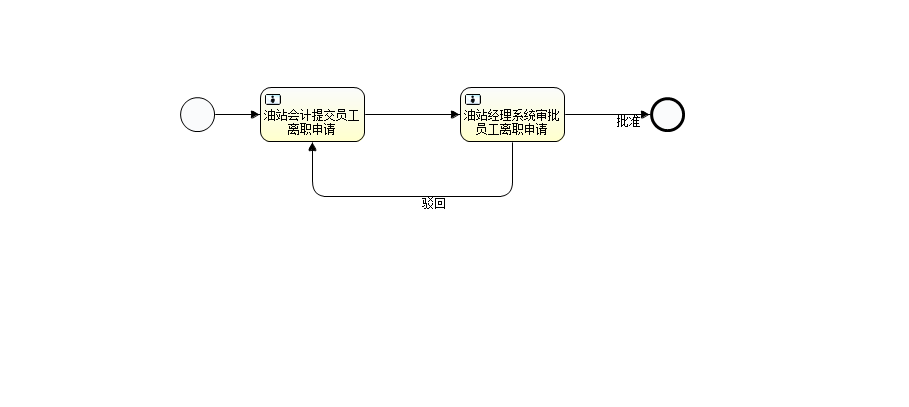 油站会计提交员工
离职申请
油站经理系统审批
员工离职申请
批准
驳回